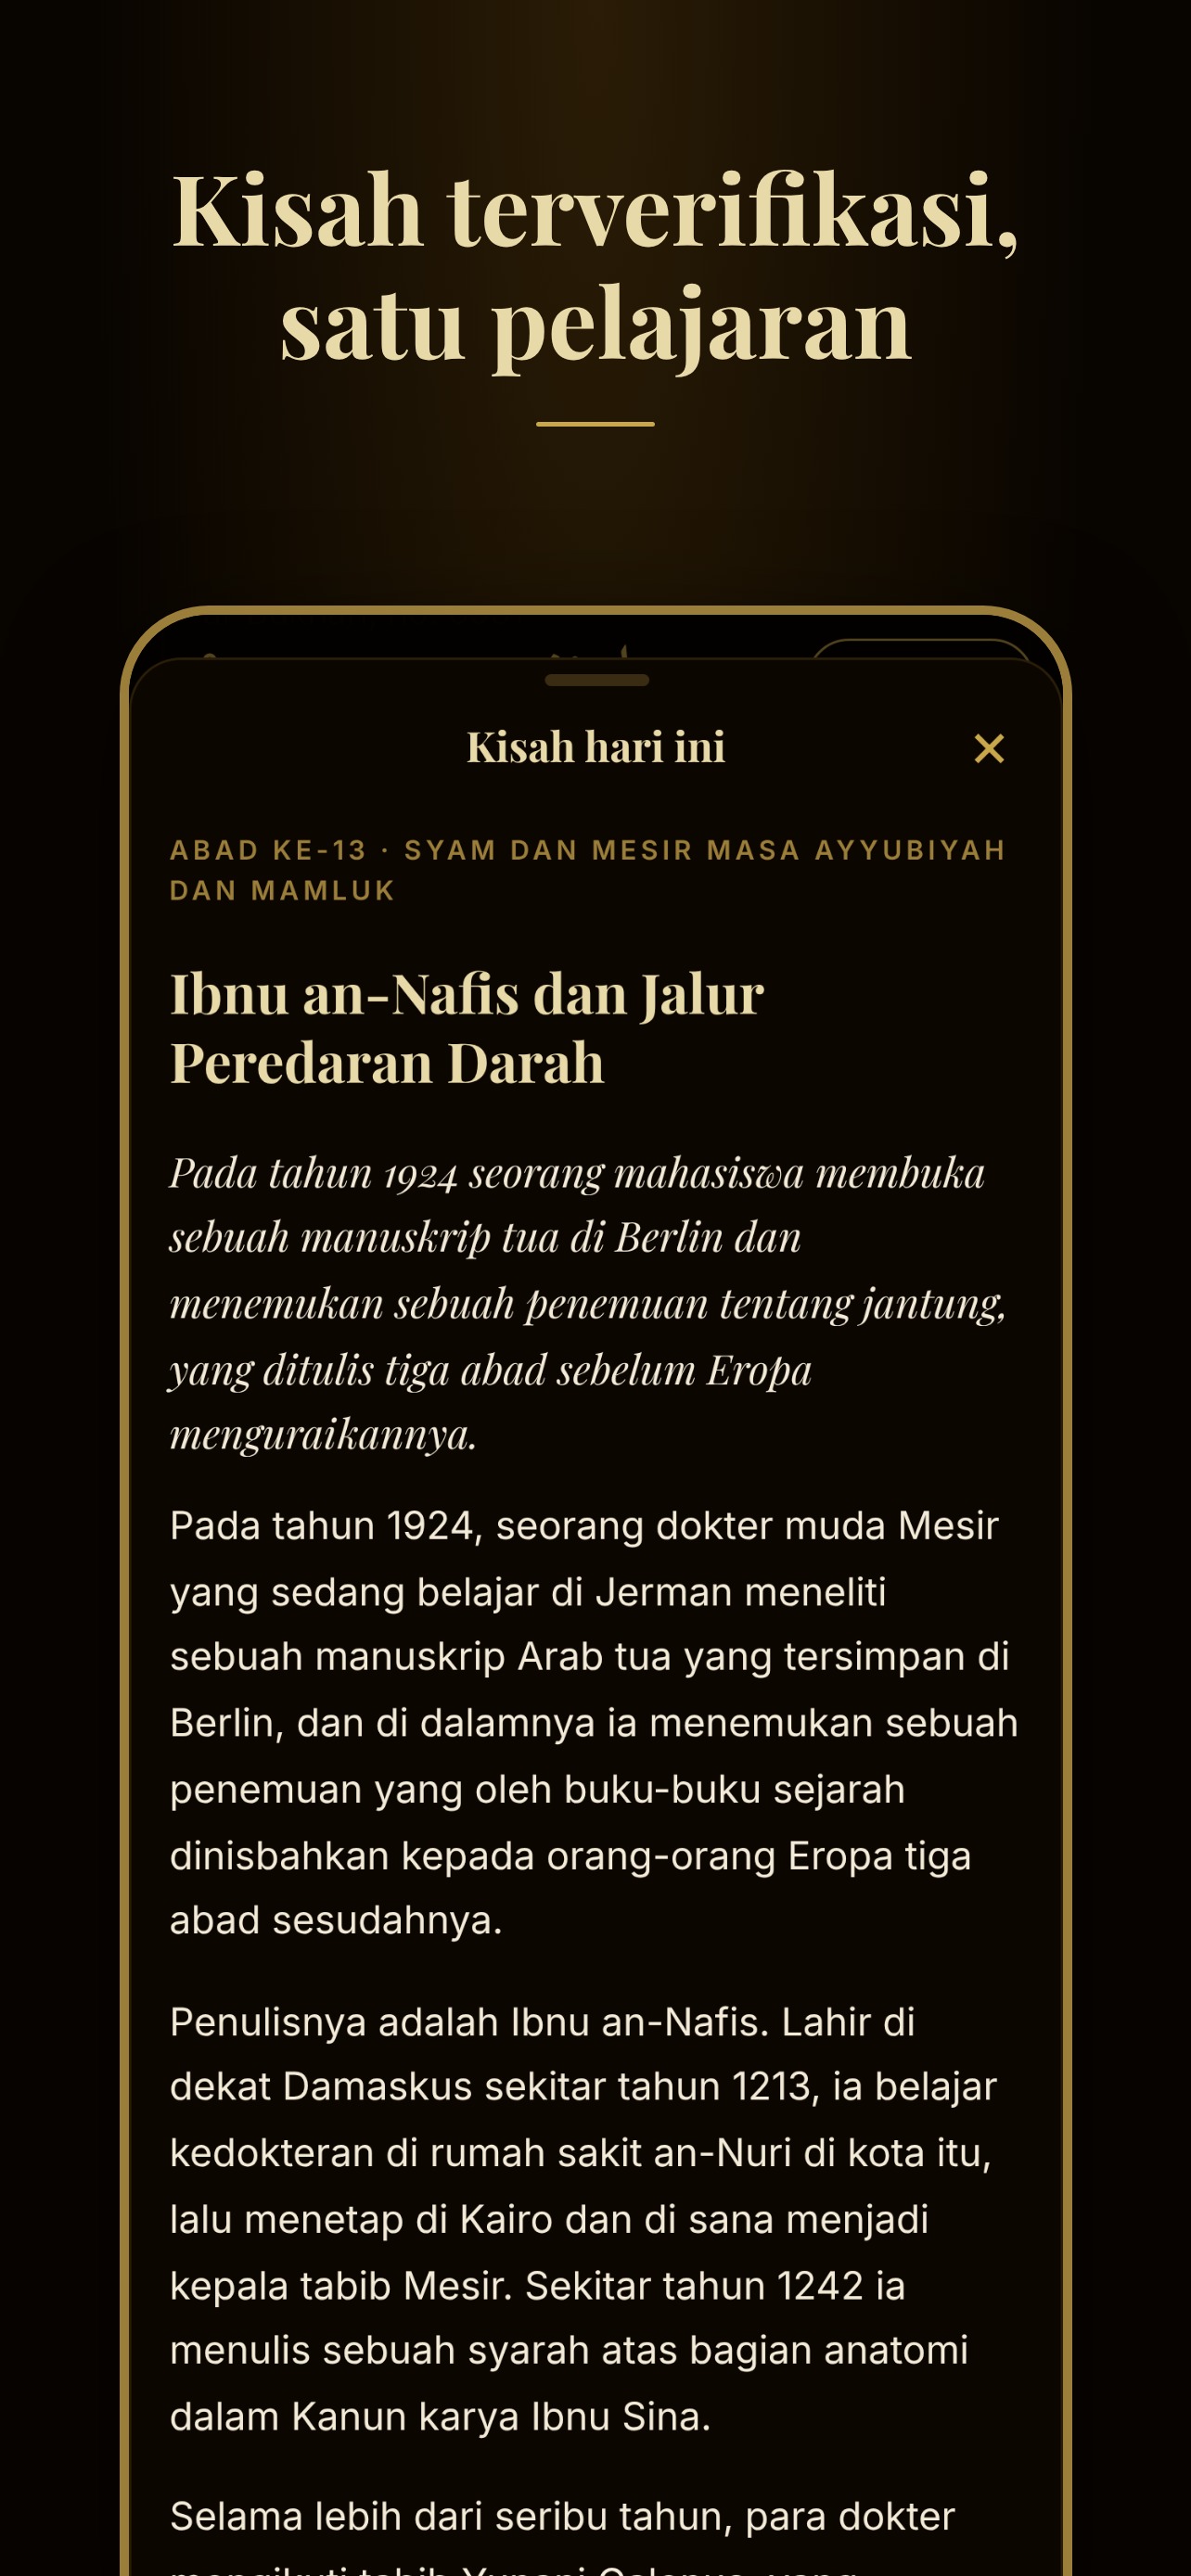 Kisah terverifikasi,
satu pelajaran
Kisah hari ini
ABAD KE-13 · SYAM DAN MESIR MASA AYYUBIYAH
DAN MAMLUK
Ibnu an-Nafis dan Jalur
Peredaran Darah
Pada tahun 1924 seorang mahasiswa membuka
sebuah manuskrip tua di Berlin dan
menemukan sebuah penemuan tentang jantung,
yang ditulis tiga abad sebelum Eropa
menguraikannya.
Pada tahun 1924, seorang dokter muda Mesir
yang sedang belajar di Jerman meneliti
sebuah manuskrip Arab tua yang tersimpan di
Berlin, dan di dalamnya ia menemukan sebuah
penemuan yang oleh buku-buku sejarah
dinisbahkan kepada orang-orang Eropa tiga
abad sesudahnya.
Penulisnya adalah Ibnu an-Nafis. Lahir di
dekat Damaskus sekitar tahun 1213, ia belajar
kedokteran di rumah sakit an-Nuri di kota itu,
lalu menetap di Kairo dan di sana menjadi
kepala tabib Mesir. Sekitar tahun 1242 ia
menulis sebuah syarah atas bagian anatomi
dalam Kanun karya Ibnu Sina.
Selama lebih dari seribu tahun, para dokter